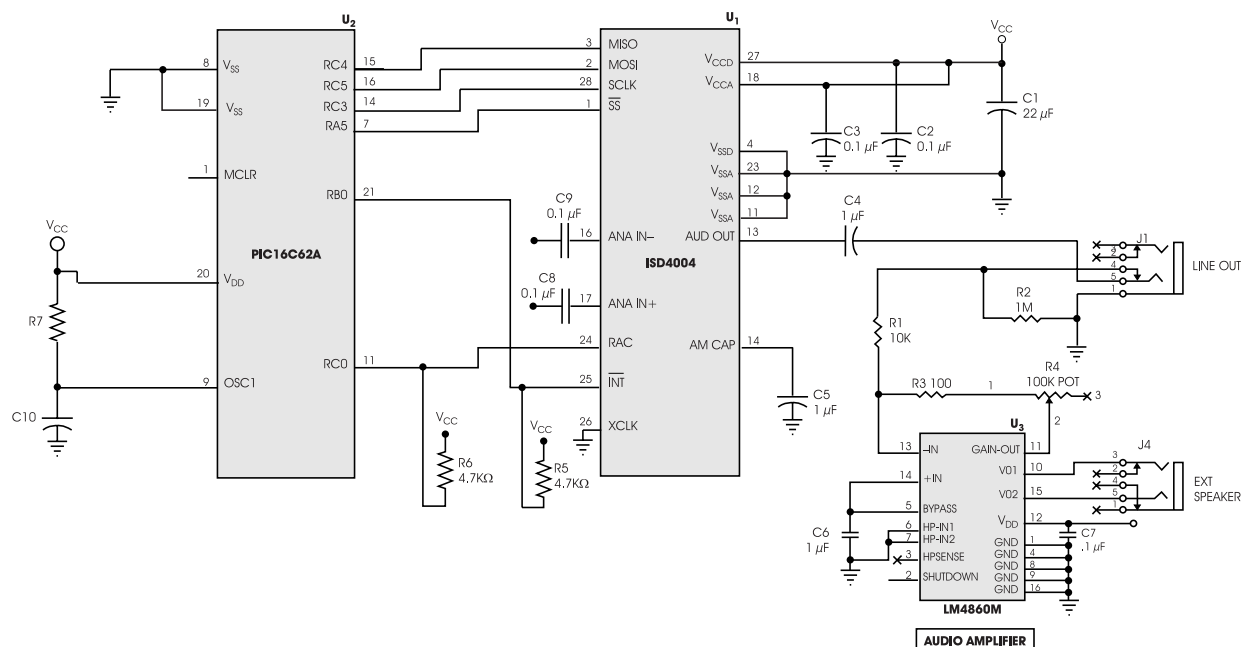 U2
PIC16C62A
8 VSS
19 VSS
1 MCLR
20 VDD
9 OSC1
RC4 15
RC5 16
RC3 14
RA5 7
RB0 21
RC0 11
VCC
R7
C10
VCC
R6
4.7KΩ
VCC
R5
4.7KΩ
U1
ISD4004
3 MISO
2 MOSI
28 SCLK
1 SS
C9
0.1 µF
16 ANA IN–
C8
0.1 µF
17 ANA IN+
24 RAC
25 INT
26 XCLK
VCCD 27
VCCA 18
VSSD 4
VSSA 23
VSSA 12
VSSA 11
AUD OUT 13
AM CAP 14
VCC
C1
22 µF
C3
0.1 µF
C2
0.1 µF
C4
1 µF
C5
1 µF
J1
2
4
5
1
LINE OUT
R2
1M
R1
10K
R3 100
1
R4
100K POT
3
2
U3
13 –IN
14 +IN
5 BYPASS
6 HP-IN1
7 HP-IN2
3 HPSENSE
2 SHUTDOWN
GAIN-OUT 11
V01 10
V02 15
VDD 12
GND 1
GND 4
GND 8
GND 9
GND 16
LM4860M
C6
1 µF
C7
.1 µF
J4
3
2
4
5
1
EXT
SPEAKER
AUDIO AMPLIFIER